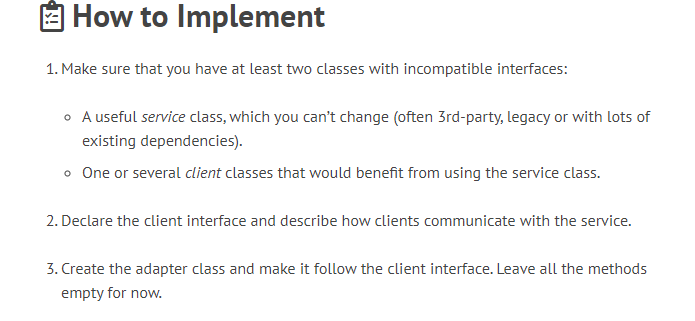 How to Implement
1. Make sure that you have at least two classes with incompatible interfaces:
◦ A useful service class, which you can’t change (often 3rd-party, legacy or with lots of
existing dependencies).
◦ One or several client classes that would benefit from using the service class.
2. Declare the client interface and describe how clients communicate with the service.
3. Create the adapter class and make it follow the client interface. Leave all the methods
empty for now.